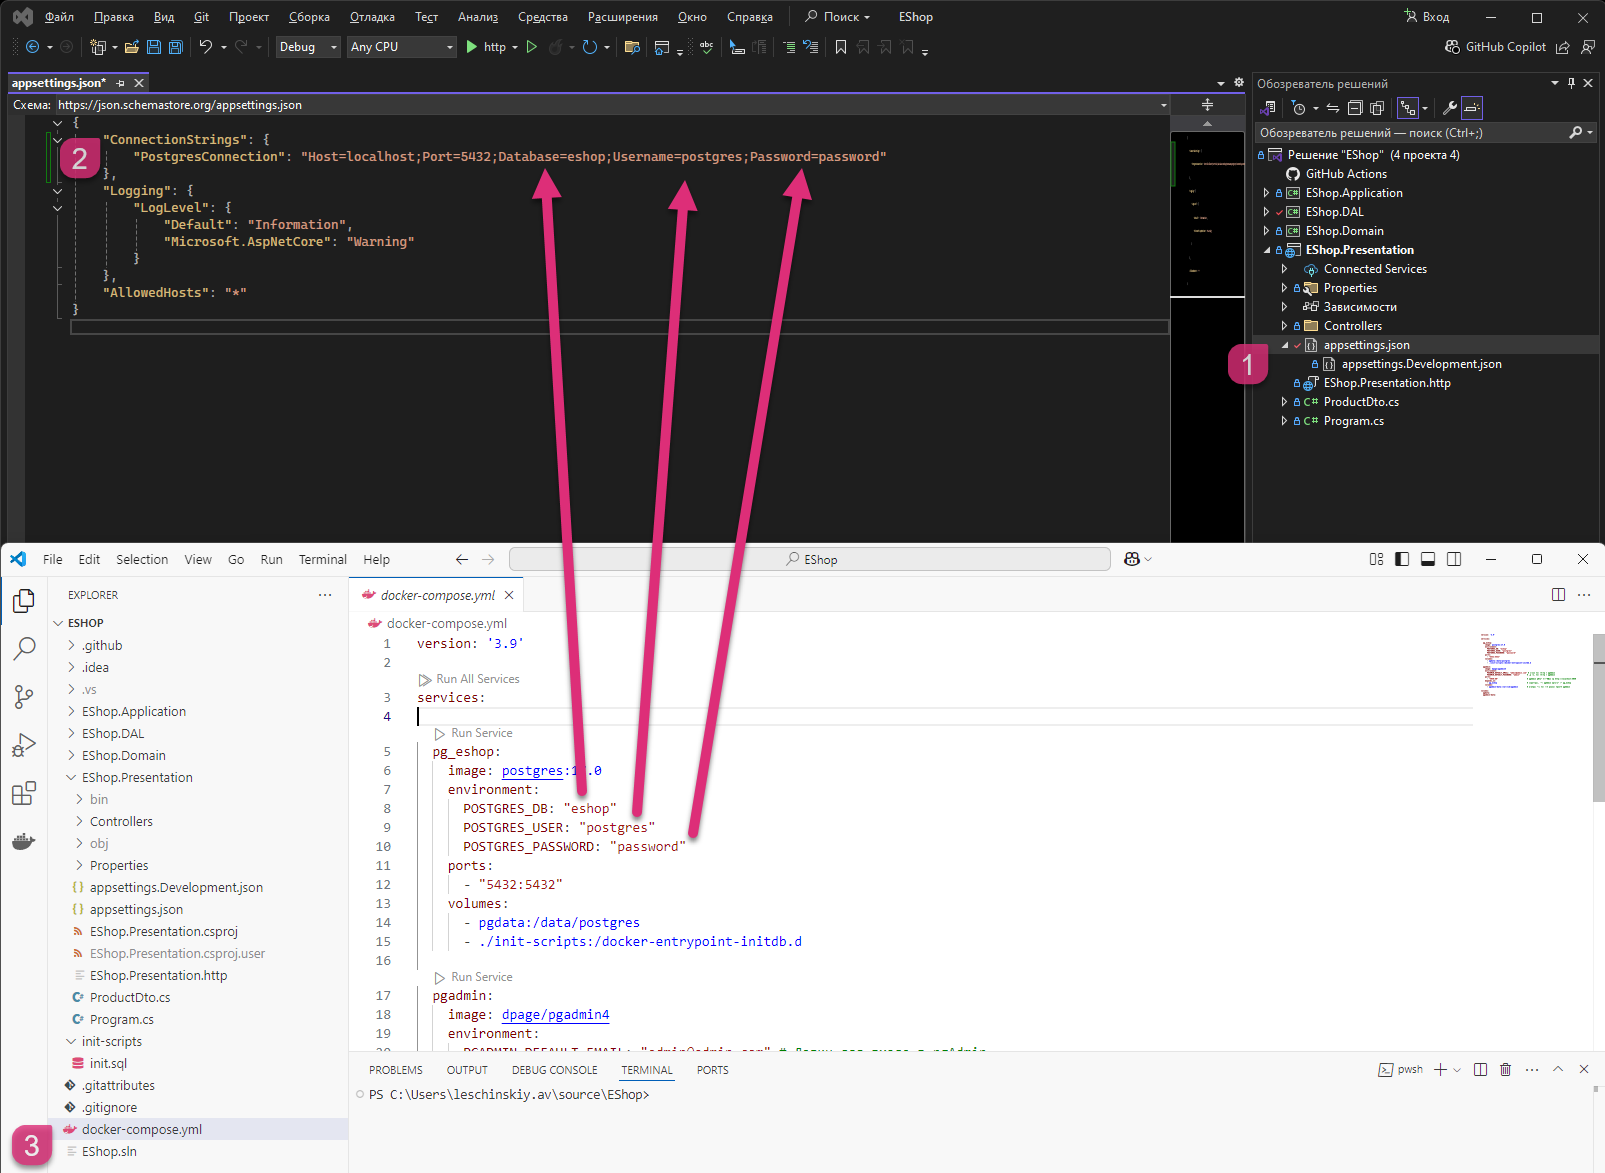 Файл Правка Вид Git Проект Сборка Отладка Тест Анализ Средства Расширения Окно Справка Поиск EShop Вход
Debug Any CPU http GitHub Copilot
appsettings.json*
Схема: https://json.schemastore.org/appsettings.json
{
"ConnectionStrings": {
"PostgresConnection": "Host=localhost;Port=5432;Database=eshop;Username=postgres;Password=password"
},
"Logging": {
"LogLevel": {
"Default": "Information",
"Microsoft.AspNetCore": "Warning"
}
},
"AllowedHosts": "*"
}
2
Обозреватель решений
Обозреватель решений — поиск (Ctrl+;)
Решение "EShop" (4 проекта 4)
GitHub Actions
EShop.Application
EShop.DAL
EShop.Domain
EShop.Presentation
Connected Services
Properties
Зависимости
Controllers
appsettings.json
1
appsettings.Development.json
EShop.Presentation.http
ProductDto.cs
Program.cs
File Edit Selection View Go Run Terminal Help EShop
EXPLORER
ESHOP
.github
.idea
.vs
EShop.Application
EShop.DAL
EShop.Domain
EShop.Presentation
bin
Controllers
obj
Properties
appsettings.Development.json
appsettings.json
EShop.Presentation.csproj
EShop.Presentation.csproj.user
EShop.Presentation.http
ProductDto.cs
Program.cs
init-scripts
init.sql
.gitattributes
.gitignore
docker-compose.yml
3
EShop.sln
docker-compose.yml
docker-compose.yml
1 version: '3.9'
2
Run All Services
3 services:
4
Run Service
5 pg_eshop:
6 image: postgres:1 .0
7 environment:
8 POSTGRES_DB: "eshop"
9 POSTGRES_USER: "postgres"
10 POSTGRES_PASSWORD: "password"
11 ports:
12 - "5432:5432"
13 volumes:
14 - pgdata:/data/postgres
15 - ./init-scripts:/docker-entrypoint-initdb.d
16
Run Service
17 pgadmin:
18 image: dpage/pgadmin4
19 environment:
PROBLEMS OUTPUT DEBUG CONSOLE TERMINAL PORTS pwsh
PS C:\Users\leschinskiy.av\source\EShop>